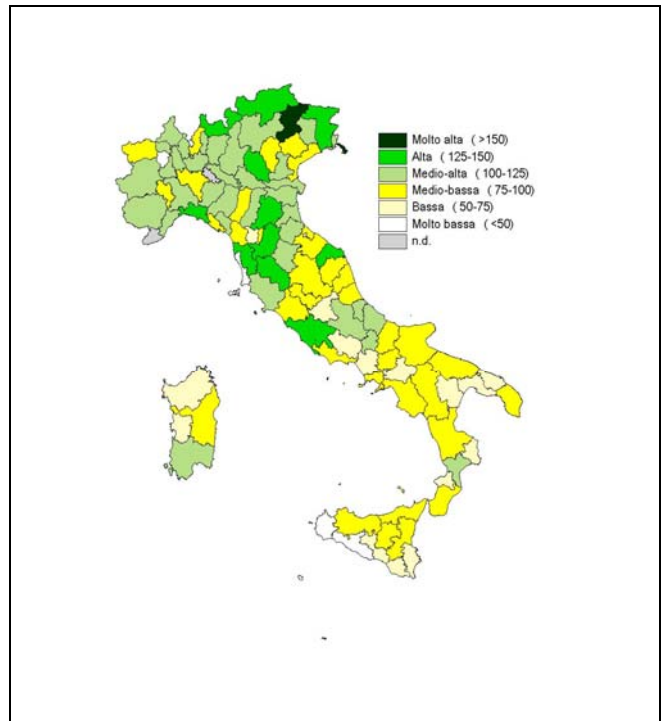 Molto alta ( >150)
Alta ( 125-150)
Medio-alta ( 100-125)
Medio-bassa ( 75-100)
Bassa ( 50-75)
Molto bassa ( <50)
n.d.